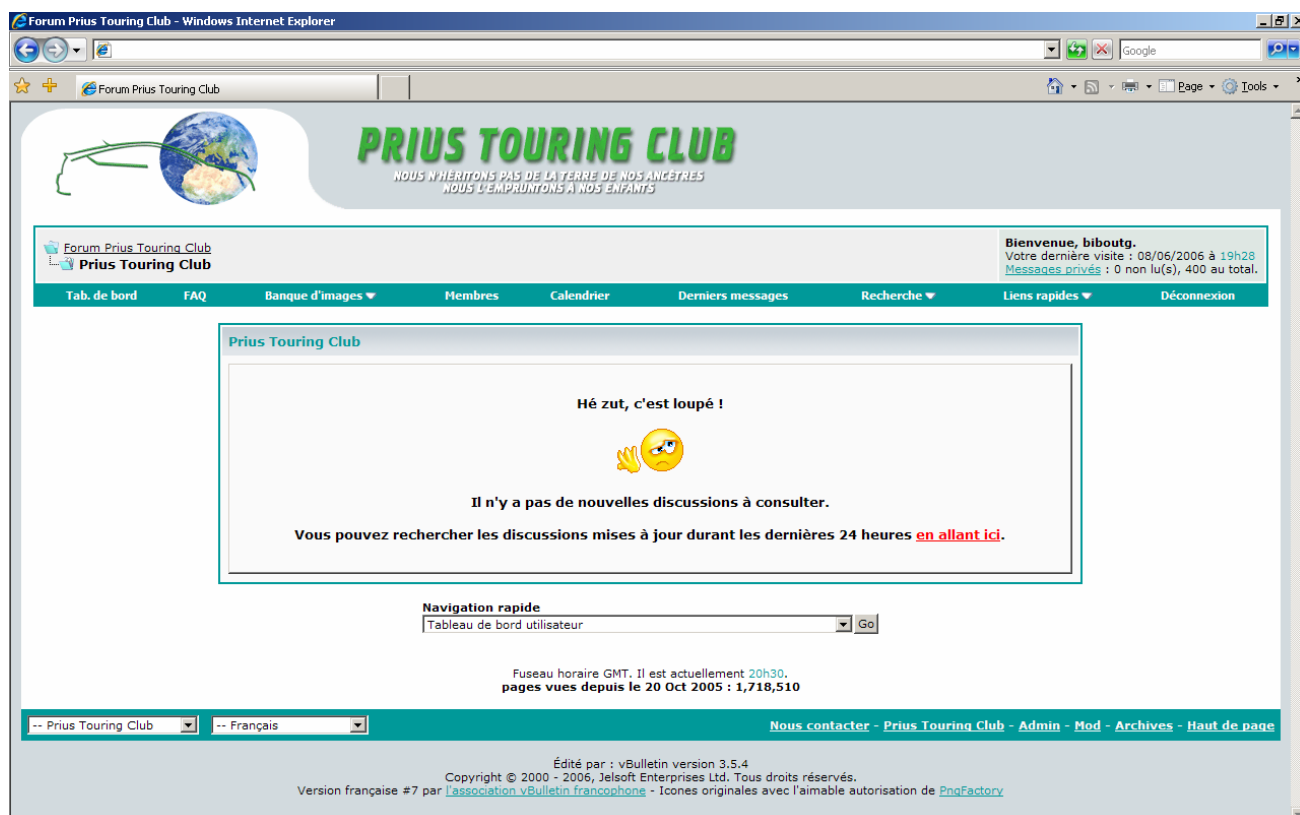 Forum Prius Touring Club - Windows Internet Explorer
Google
Forum Prius Touring Club
Page
Tools
PRIUS TOURING CLUB
NOUS N'HÉRITONS PAS DE LA TERRE DE NOS ANCÊTRES
NOUS L'EMPRUNTONS À NOS ENFANTS
Forum Prius Touring Club
Prius Touring Club
Bienvenue, biboutg.
Votre dernière visite : 08/06/2006 à 19h28
Messages privés : 0 non lu(s), 400 au total.
Tab. de bord FAQ Banque d'images Membres Calendrier Derniers messages Recherche Liens rapides Déconnexion
Prius Touring Club
Hé zut, c'est loupé !
Il n'y a pas de nouvelles discussions à consulter.
Vous pouvez rechercher les discussions mises à jour durant les dernières 24 heures en allant ici.
Navigation rapide
Tableau de bord utilisateur Go
Fuseau horaire GMT. Il est actuellement 20h30.
pages vues depuis le 20 Oct 2005 : 1,718,510
-- Prius Touring Club -- Français Nous contacter - Prius Touring Club - Admin - Mod - Archives - Haut de page
Édité par : vBulletin version 3.5.4
Copyright © 2000 - 2006, Jelsoft Enterprises Ltd. Tous droits réservés.
Version française #7 par l'association vBulletin francophone - Icones originales avec l'aimable autorisation de PngFactory